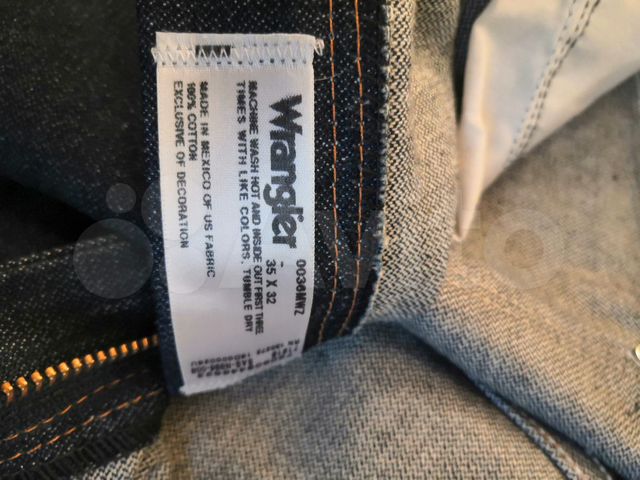 Wrangler
0036MWZ
35 X 32
MACHINE WASH HOT AND INSIDE OUT FIRST THREE
TIMES WITH LIKE COLORS. TUMBLE DRY
MADE IN MEXICO OF US FABRIC
100% COTTON
EXCLUSIVE OF DECORATION